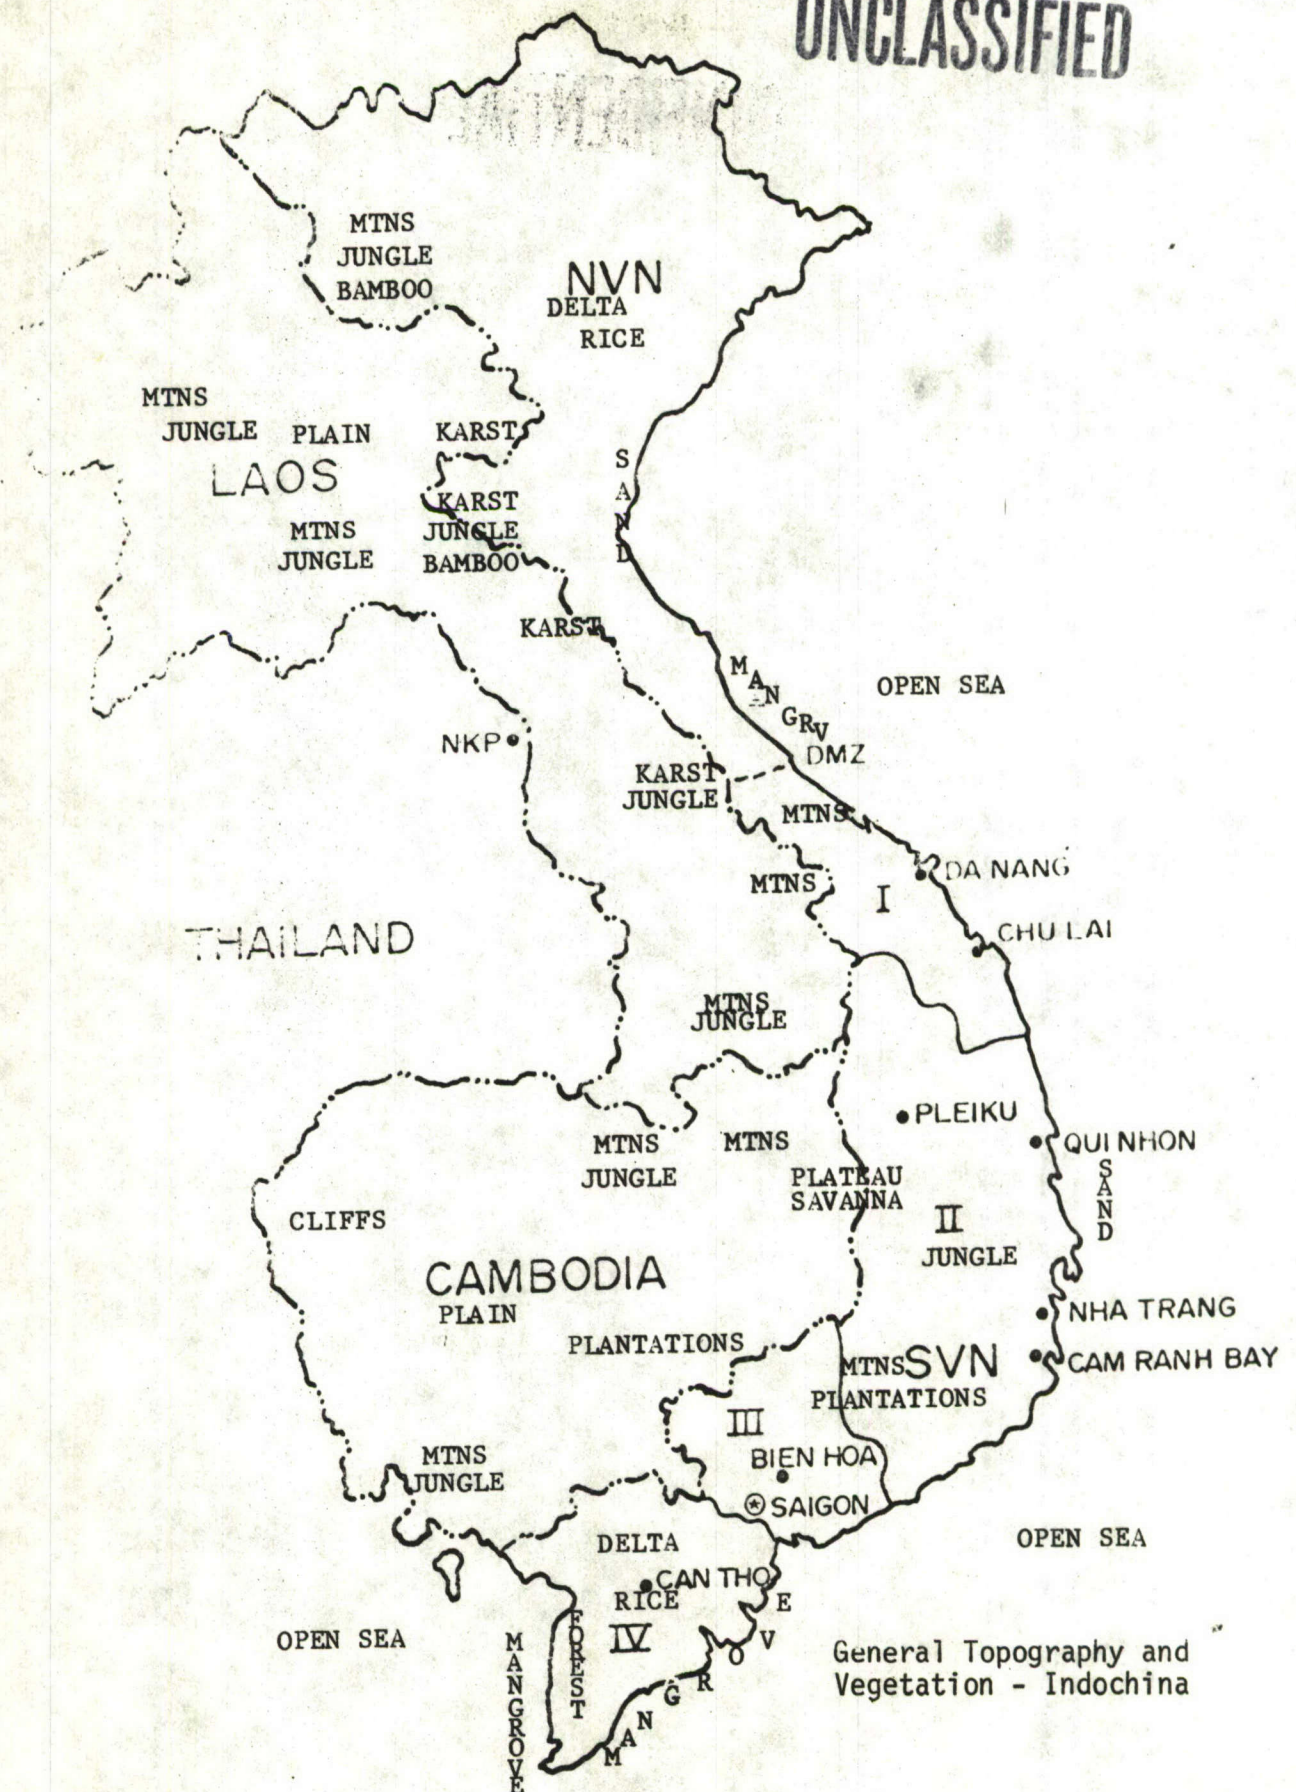 UNCLASSIFIED
MTNS
JUNGLE
BAMBOO
NVN
DELTA
RICE
MTNS
JUNGLE
PLAIN
KARST
LAOS
SAND
KARST
JUNGLE
BAMBOO
MTNS
JUNGLE
KARST
MANGRV
OPEN SEA
NKP
DMZ
KARST
JUNGLE
MTNS
MTNS
DA NANG
I
CHU LAI
THAILAND
MTNS
JUNGLE
PLEIKU
QUI NHON
SAND
MTNS
JUNGLE
MTNS
PLATEAU
SAVANNA
CLIFFS
II
JUNGLE
CAMBODIA
PLAIN
NHA TRANG
PLANTATIONS
MTNS
SVN
CAM RANH BAY
PLANTATIONS
III
MTNS
JUNGLE
BIEN HOA
SAIGON
DELTA
OPEN SEA
CAN THO
RICE
IV
FOREST
OPEN SEA
MANGROVE
MANGROVE
General Topography and
Vegetation - Indochina